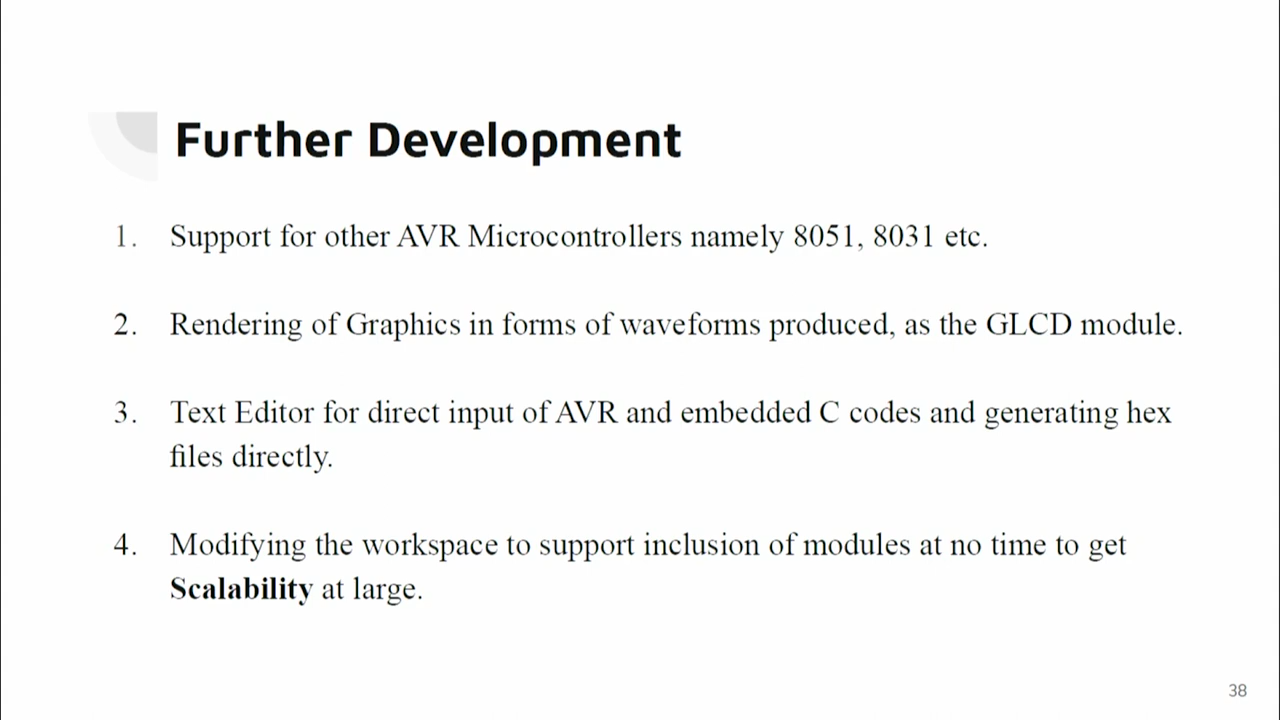 Further Development
1. Support for other AVR Microcontrollers namely 8051, 8031 etc.
2. Rendering of Graphics in forms of waveforms produced, as the GLCD module.
3. Text Editor for direct input of AVR and embedded C codes and generating hex
files directly.
4. Modifying the workspace to support inclusion of modules at no time to get
Scalability at large.
38